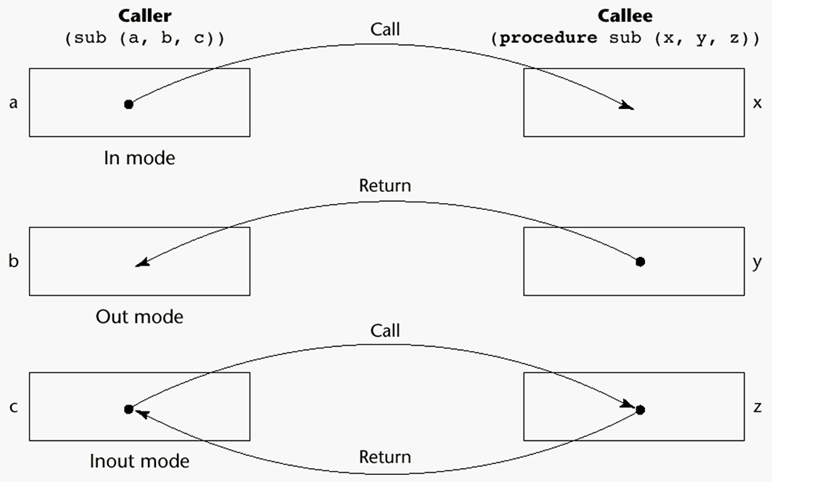 Caller
(sub (a, b, c))
Callee
(procedure sub (x, y, z))
Call
a
x
In mode
Return
b
y
Out mode
Call
c
z
Inout mode
Return